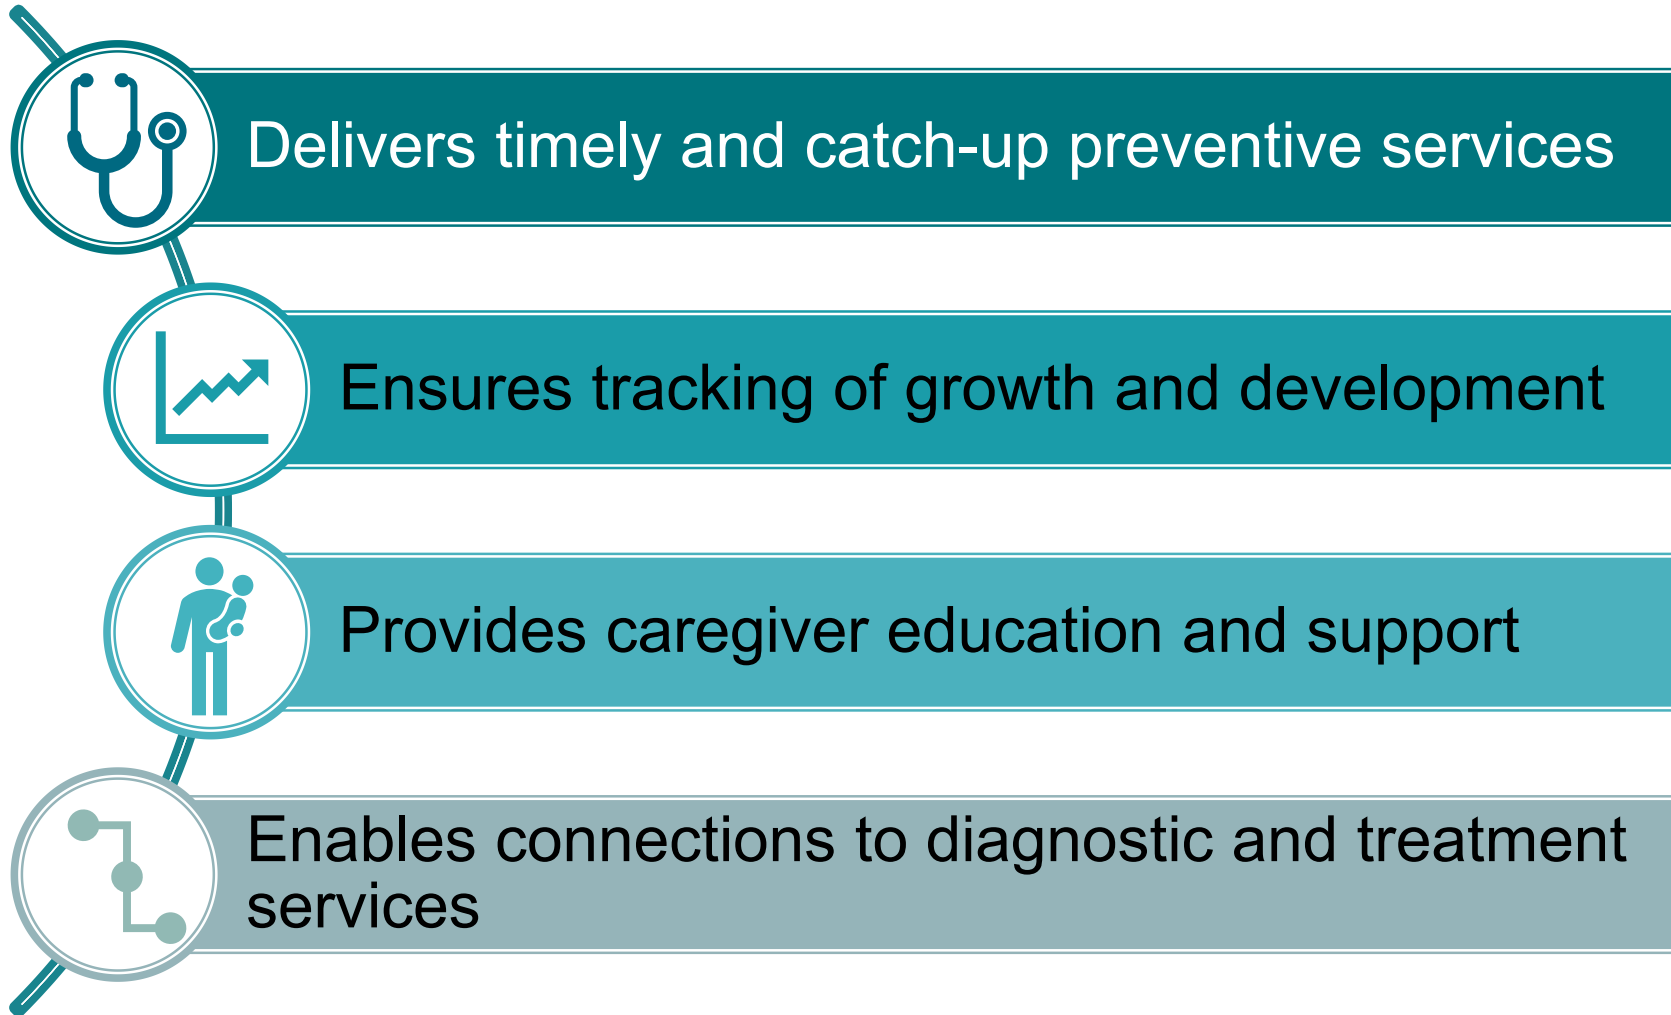 Delivers timely and catch-up preventive services
Ensures tracking of growth and development
Provides caregiver education and support
Enables connections to diagnostic and treatment
services